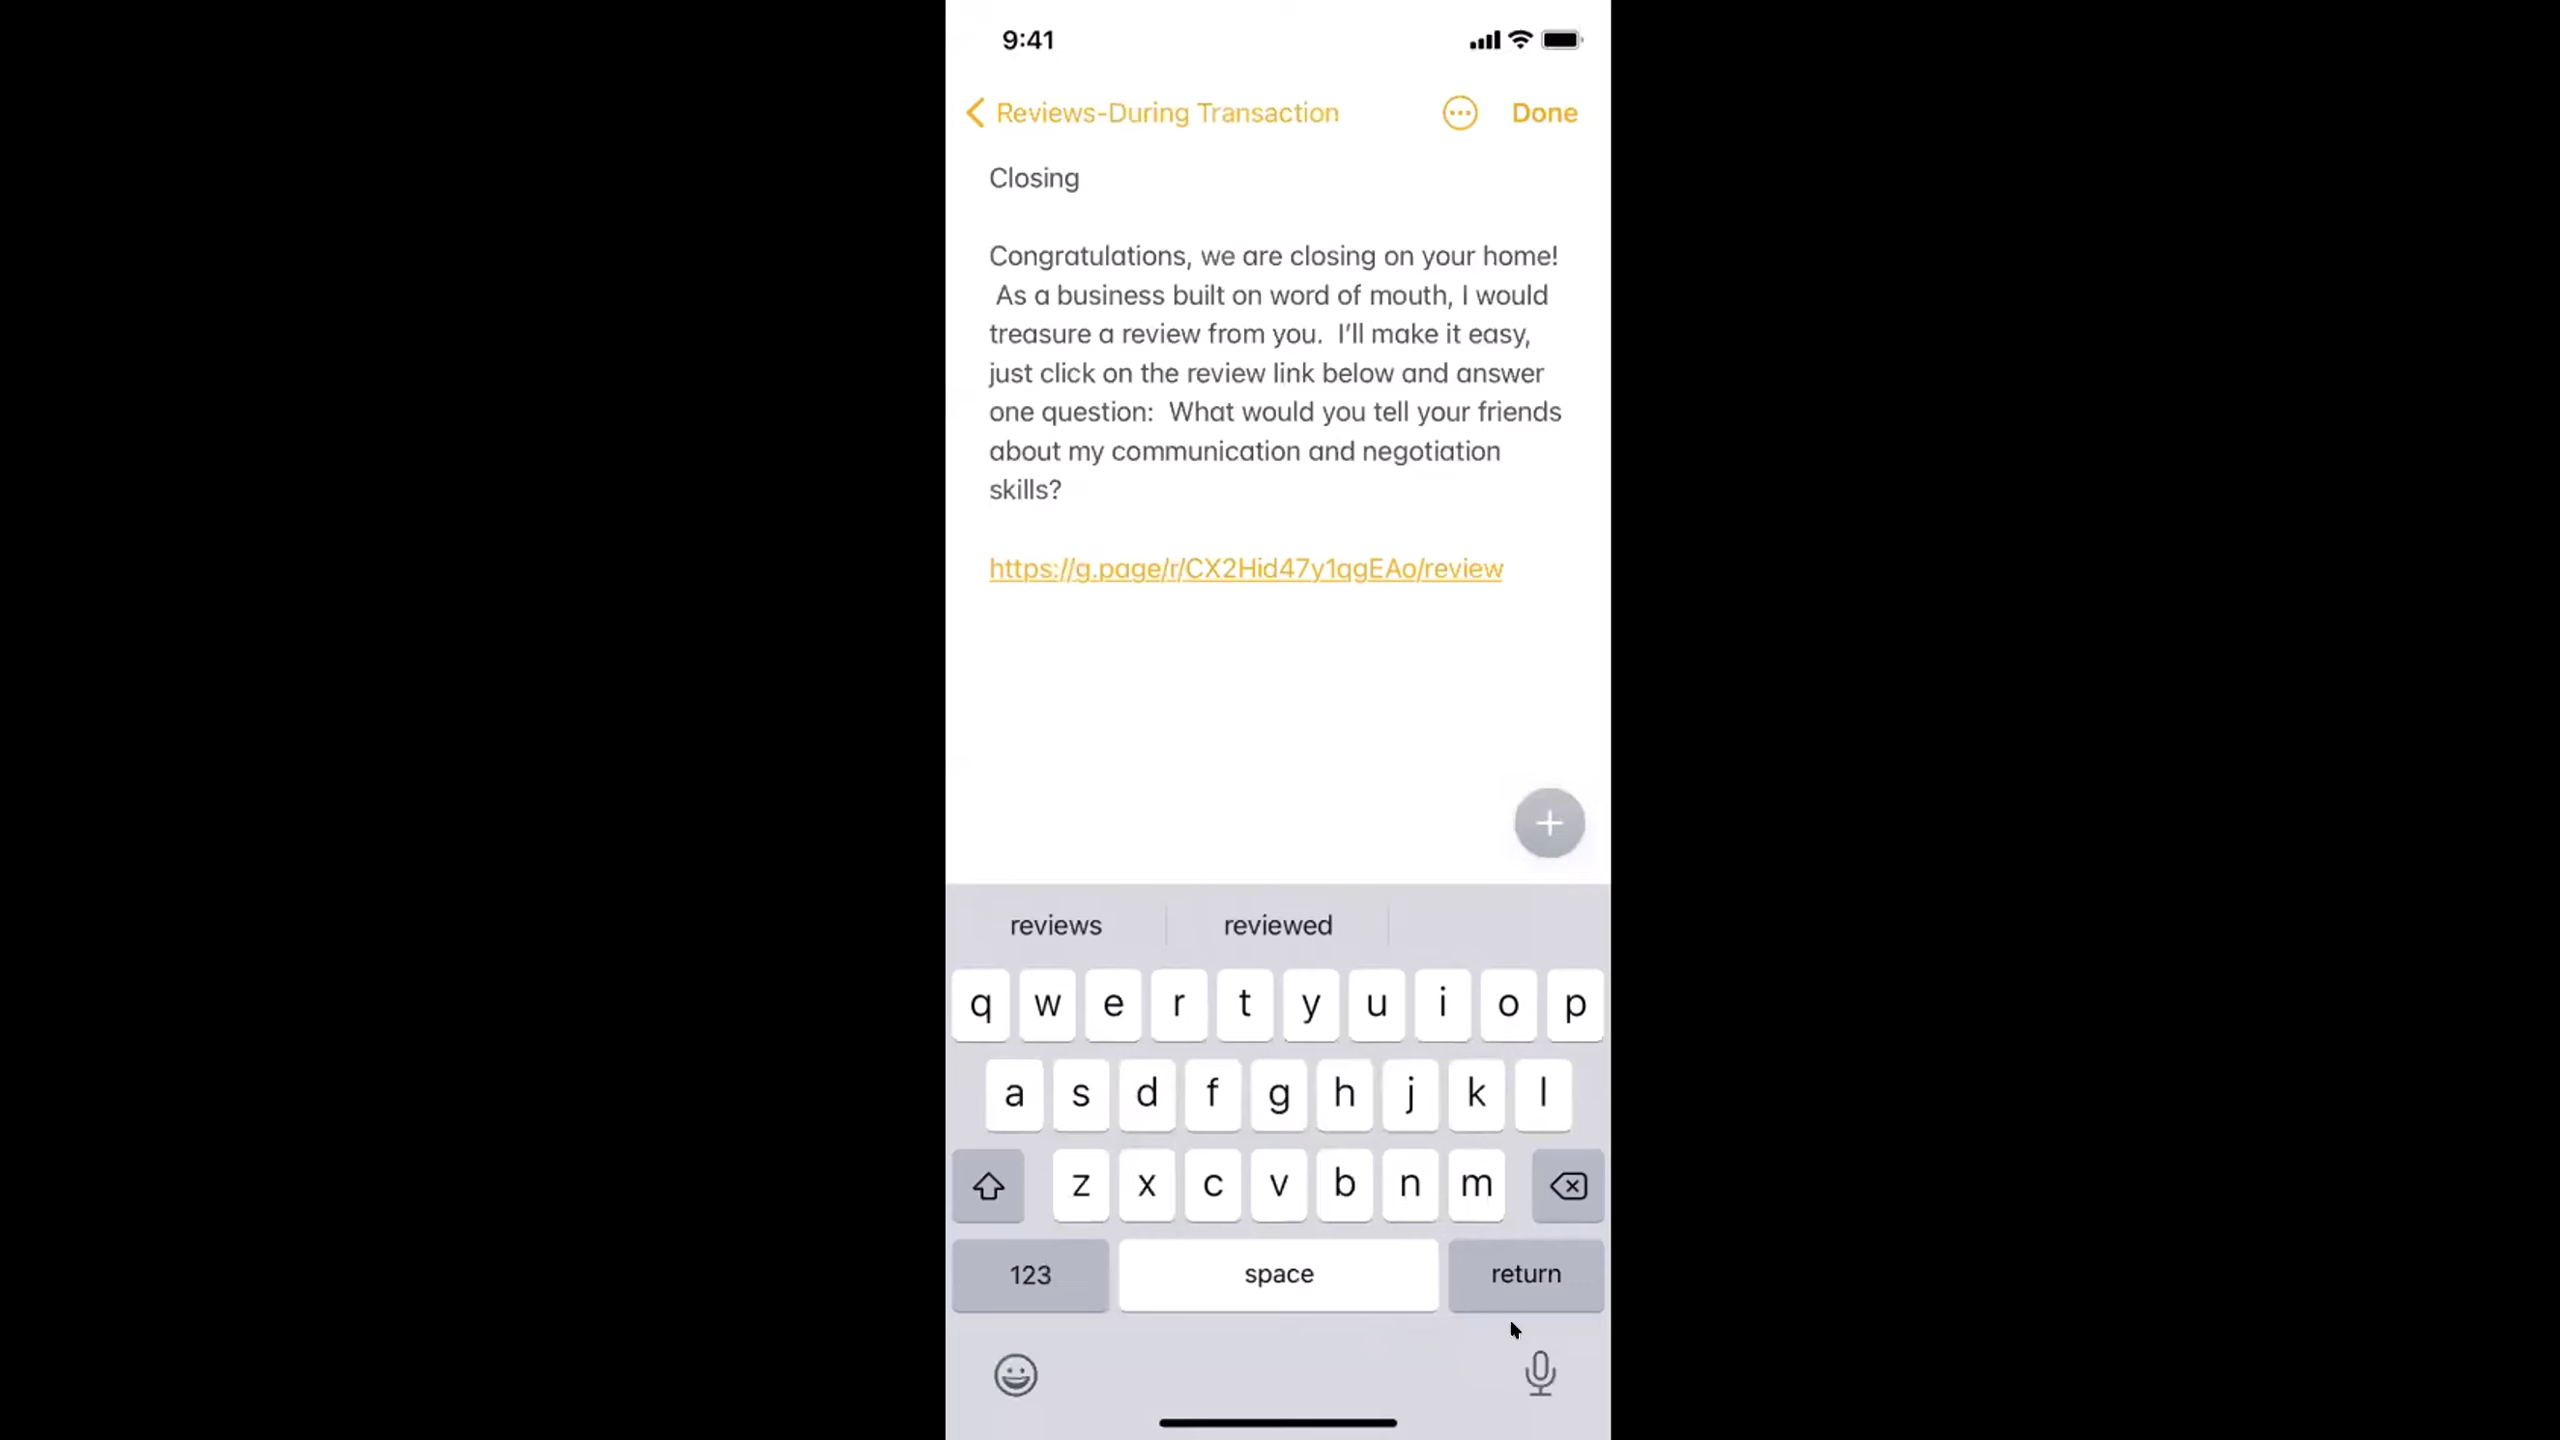 9:41
Reviews-During Transaction
Done
Closing
Congratulations, we are closing on your home!
As a business built on word of mouth, I would
treasure a review from you.  I’ll make it easy,
just click on the review link below and answer
one question:  What would you tell your friends
about my communication and negotiation
skills?
https://g.page/r/CX2Hid47y1qgEAo/review
reviews reviewed
q w e r t y u i o p
a s d f g h j k l
z x c v b n m
123 space return